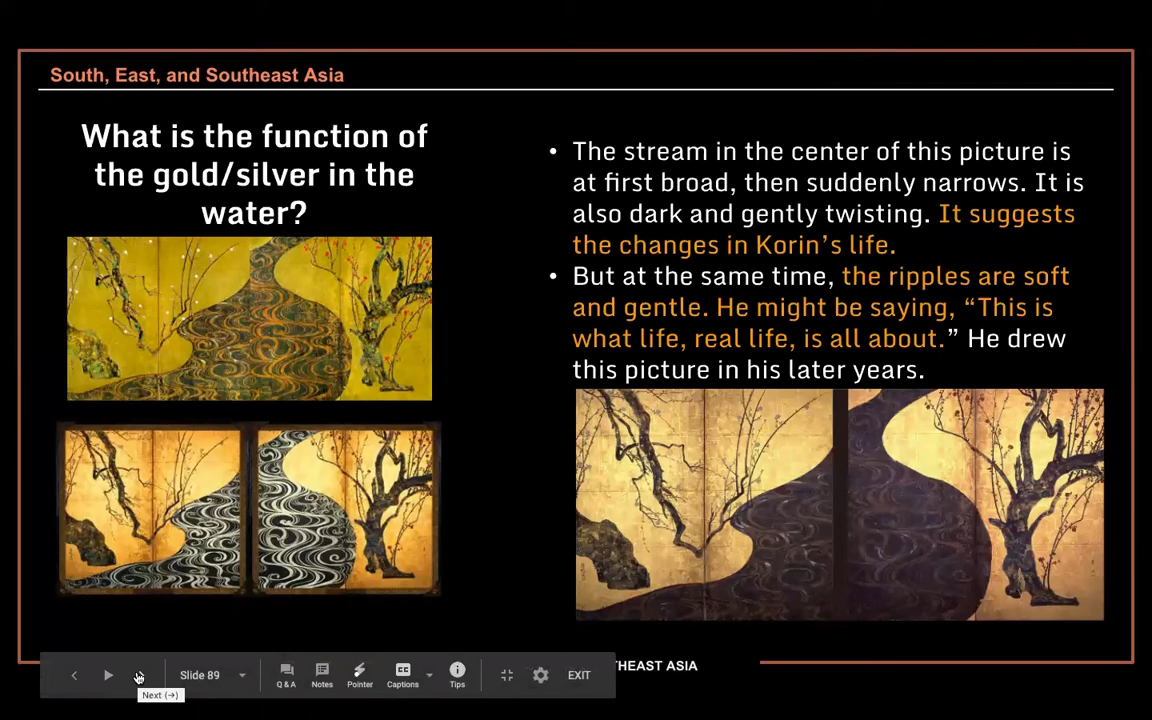 South, East, and Southeast Asia
What is the function of
the gold/silver in the
water?
• The stream in the center of this picture is
at first broad, then suddenly narrows. It is
also dark and gently twisting. It suggests
the changes in Korin’s life.
• But at the same time, the ripples are soft
and gentle. He might be saying, “This is
what life, real life, is all about.” He drew
this picture in his later years.
HEAST ASIA
Slide 89
Q & A
Notes
Pointer
Captions
Tips
EXIT
Next (→)